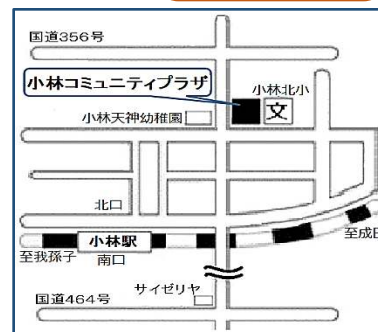 国道356号
小林コミュニティプラザ
小林北小
文
小林天神幼稚園
北口
小林駅
至我孫子
南口
至成田
サイゼリヤ
国道464号